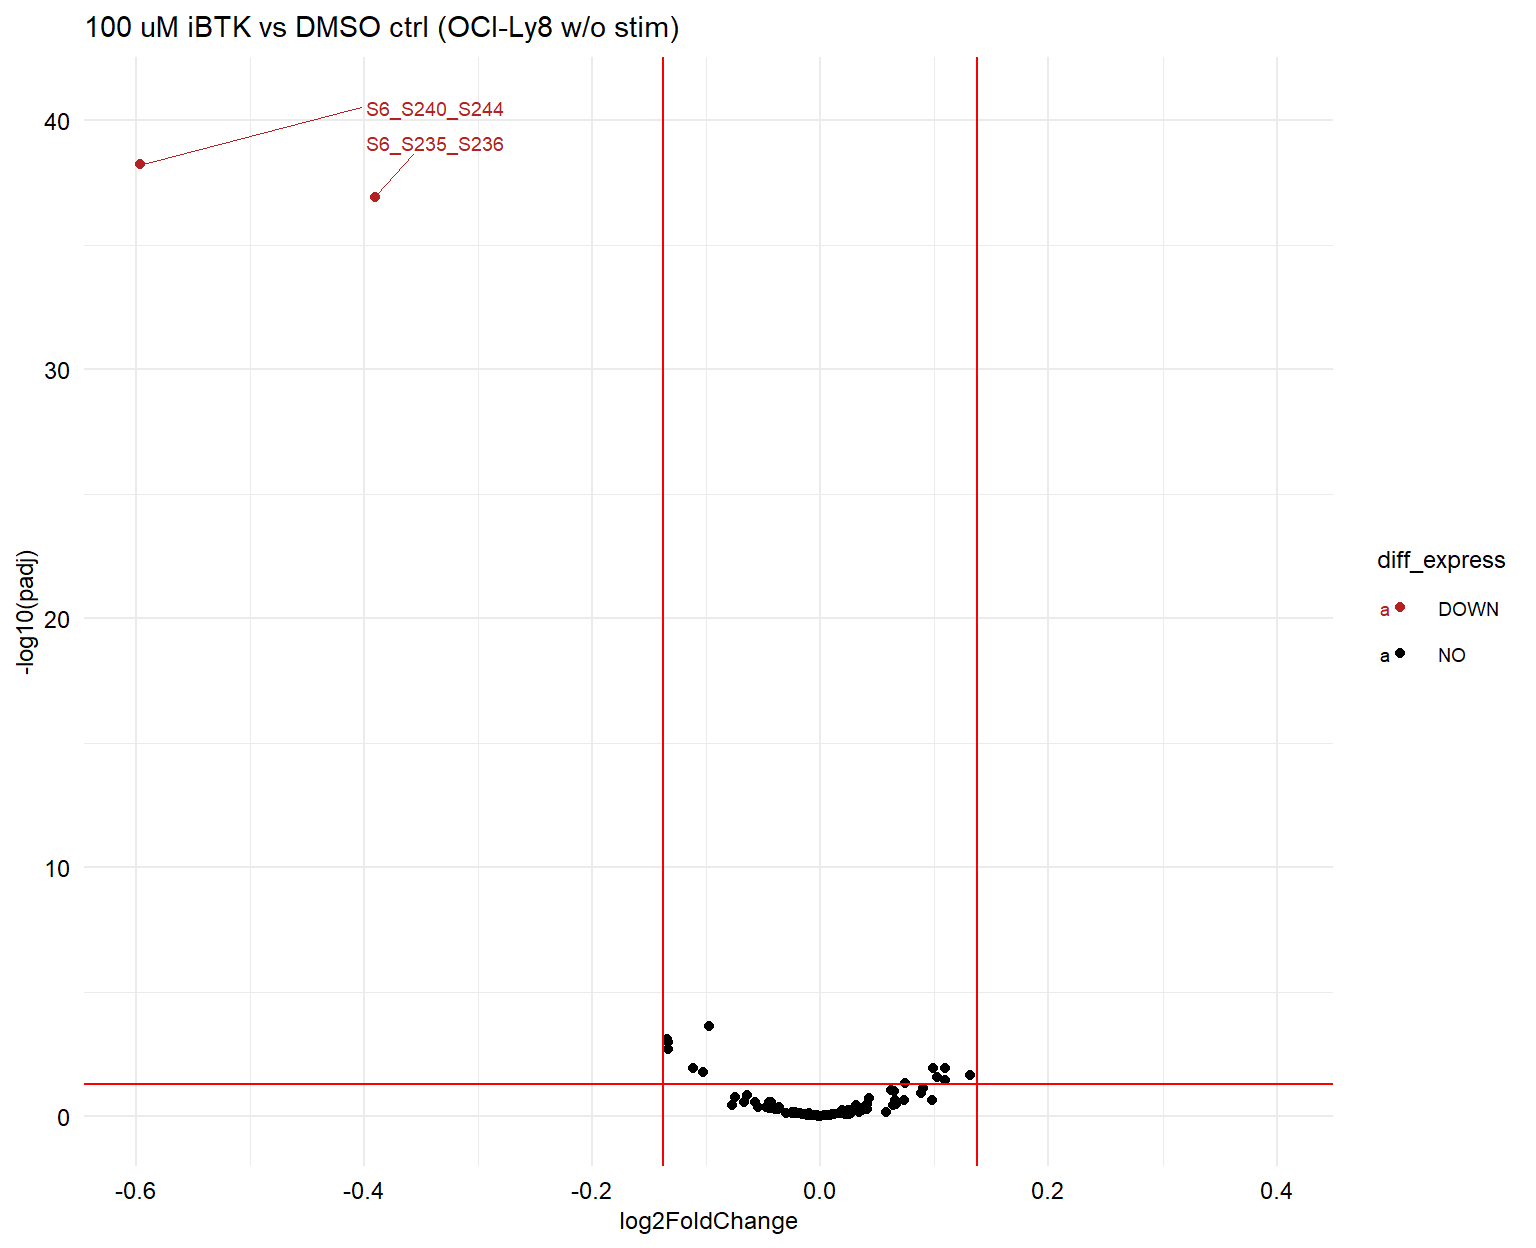 100 uM iBTK vs DMSO ctrl (OCI-Ly8 w/o stim)
S6_S240_S244
S6_S235_S236
40
30
20
10
0
-log10(padj)
-0.6
-0.4
-0.2
0.0
0.2
0.4
log2FoldChange
diff_express
a DOWN
a NO